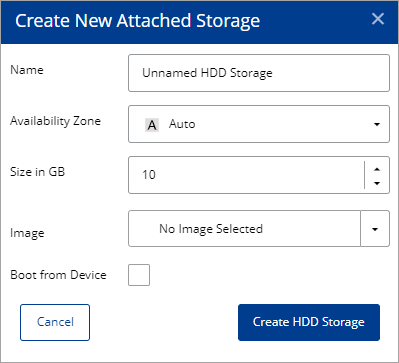 Create New Attached Storage
Name
Unnamed HDD Storage
Availability Zone
A Auto
Size in GB
10
Image
No Image Selected
Boot from Device
Cancel
Create HDD Storage